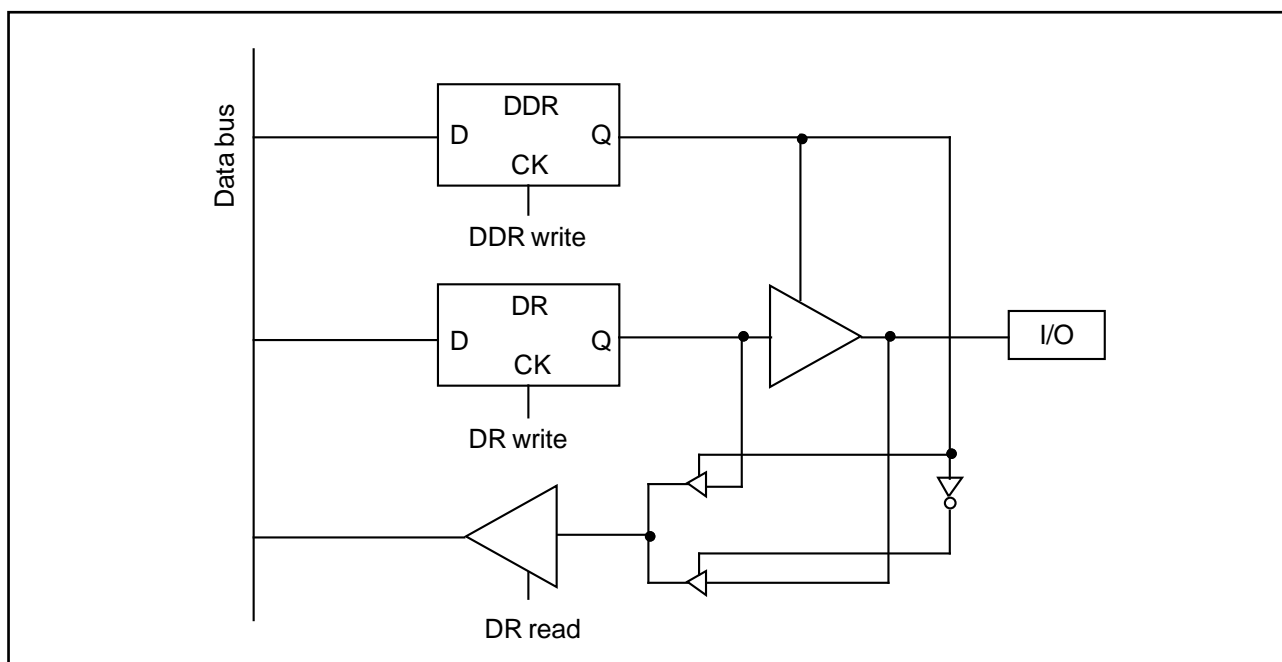 Data bus
DDR
D
Q
CK
DDR write
DR
D
Q
CK
DR write
I/O
DR read